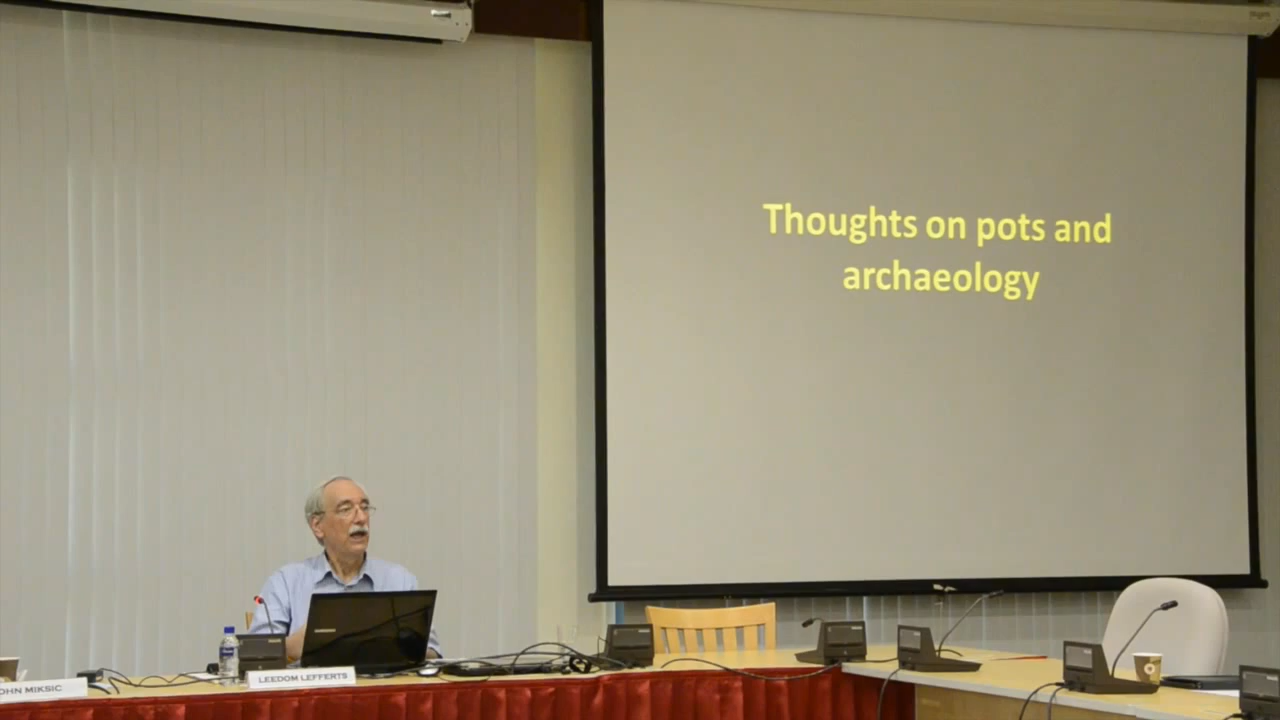 Thoughts on pots and
archaeology
LEEDOM LEFFERTS
OHN MIKSIC